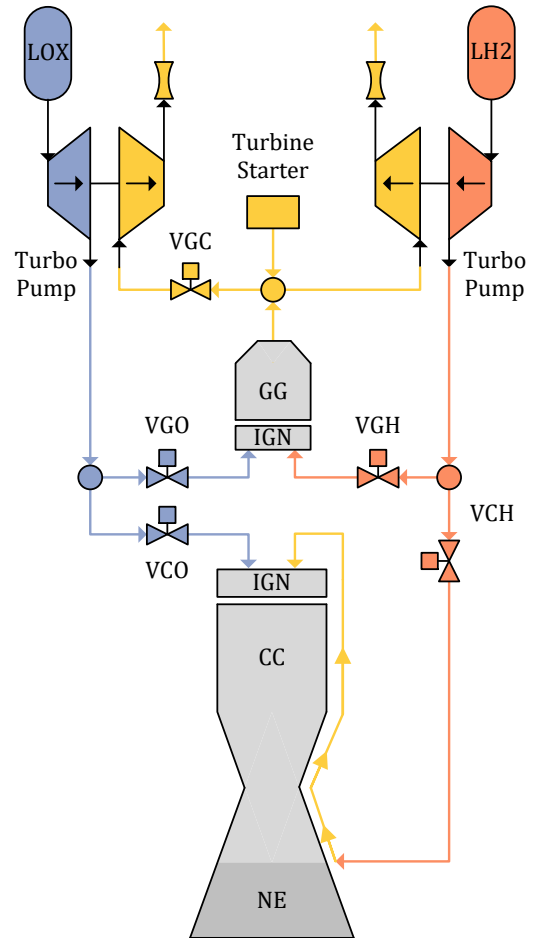 LOX
LH2
Turbine
Starter
VGC
Turbo
Pump
Turbo
Pump
GG
VGO
IGN
VGH
VCO
VCH
IGN
CC
NE